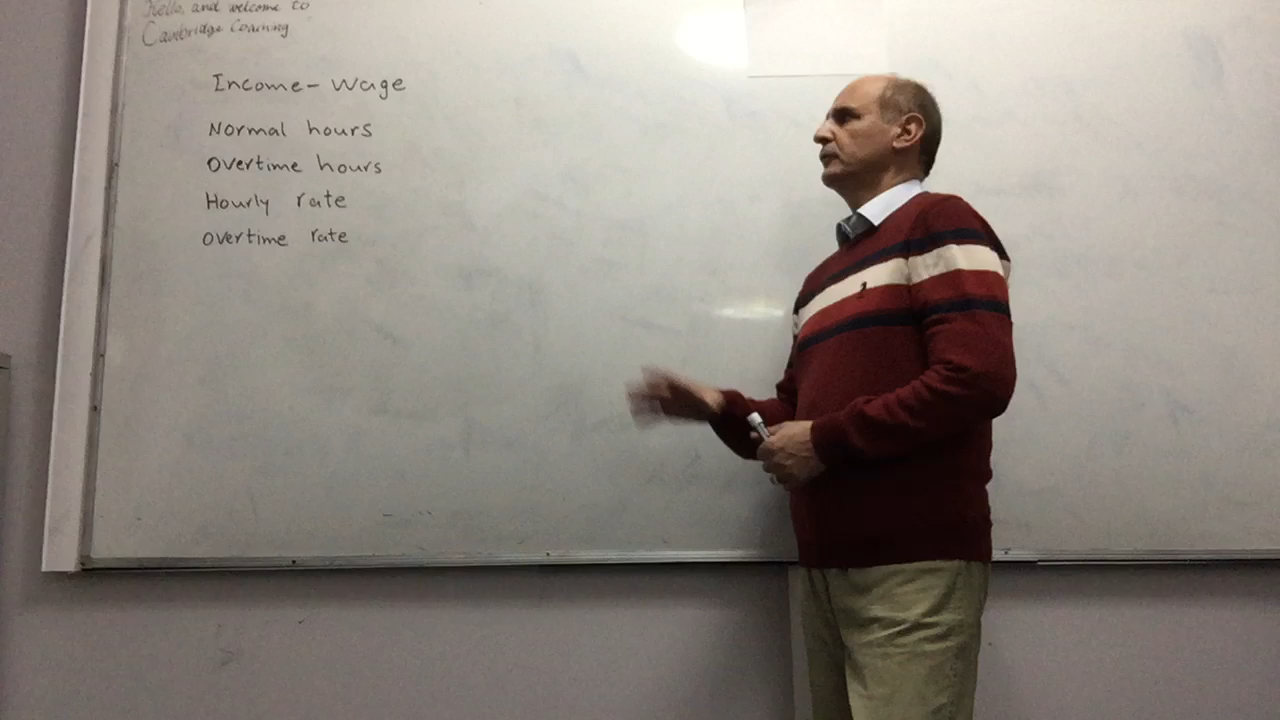 Hello, and welcome to
Cambridge Coaching
Income - Wage
Normal hours
Overtime hours
Hourly rate
Overtime rate